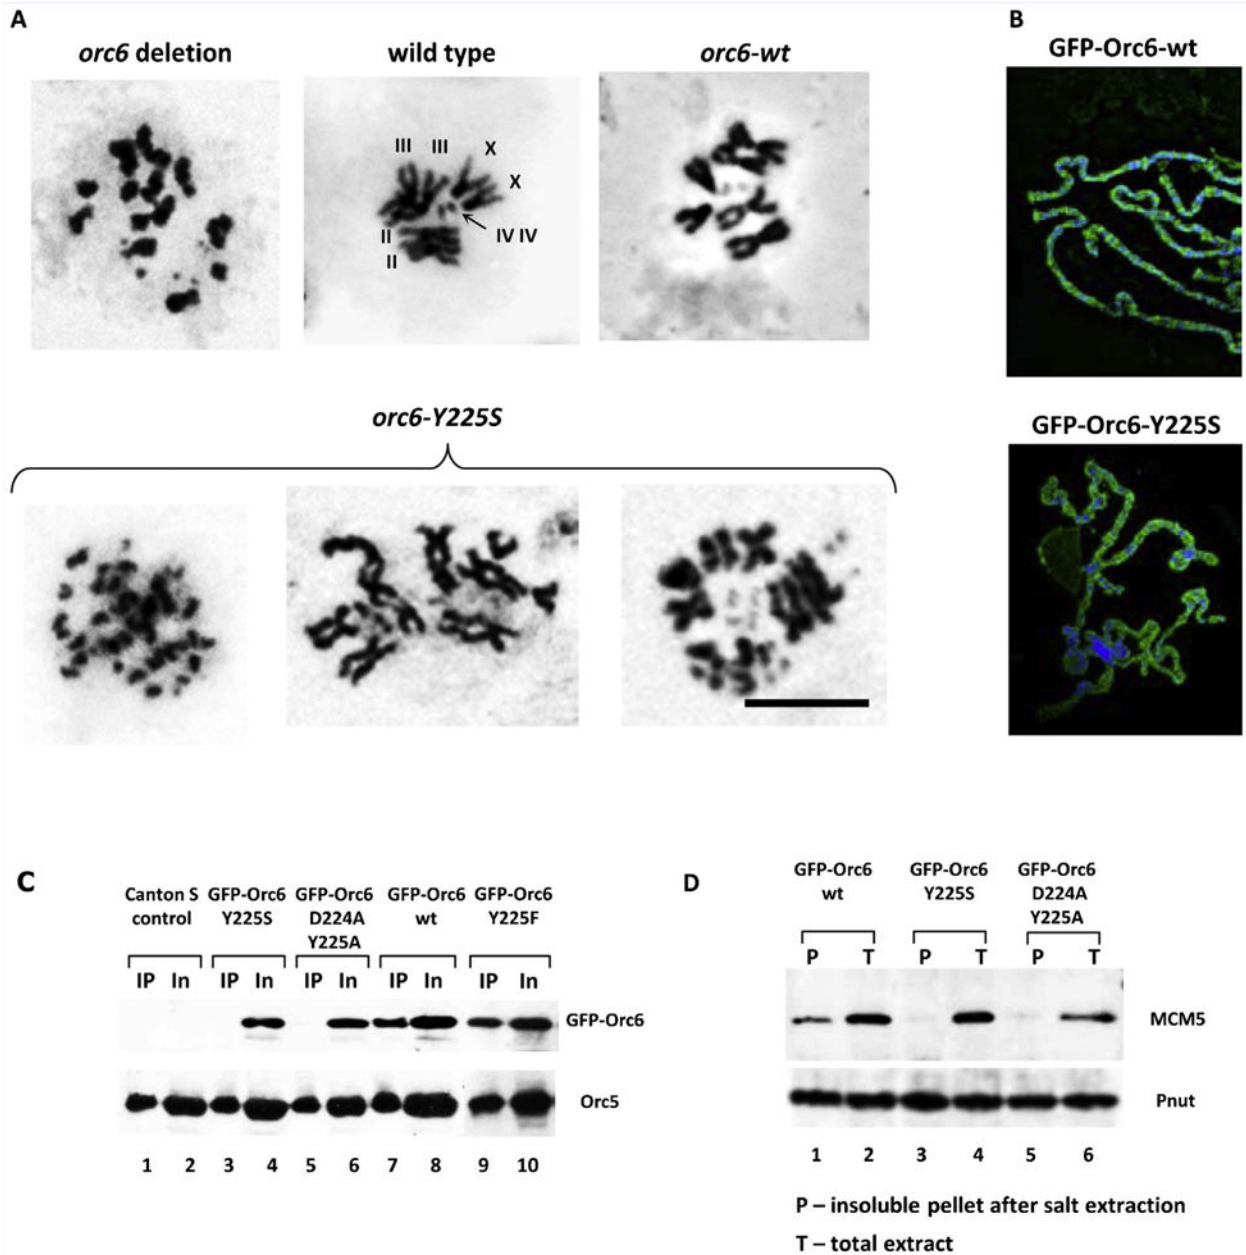 A
orc6 deletion
wild type
orc6-wt
III
III
X
X
II
II
IV IV
orc6-Y225S
B
GFP-Orc6-wt
GFP-Orc6-Y225S
C
Canton S
control
GFP-Orc6
Y225S
GFP-Orc6
D224A
Y225A
GFP-Orc6
wt
GFP-Orc6
Y225F
IP In IP In IP In IP In IP In
GFP-Orc6
Orc5
1 2 3 4 5 6 7 8 9 10
D
GFP-Orc6
wt
GFP-Orc6
Y225S
GFP-Orc6
D224A
Y225A
P T P T P T
MCM5
Pnut
1 2 3 4 5 6
P – insoluble pellet after salt extraction
T – total extract